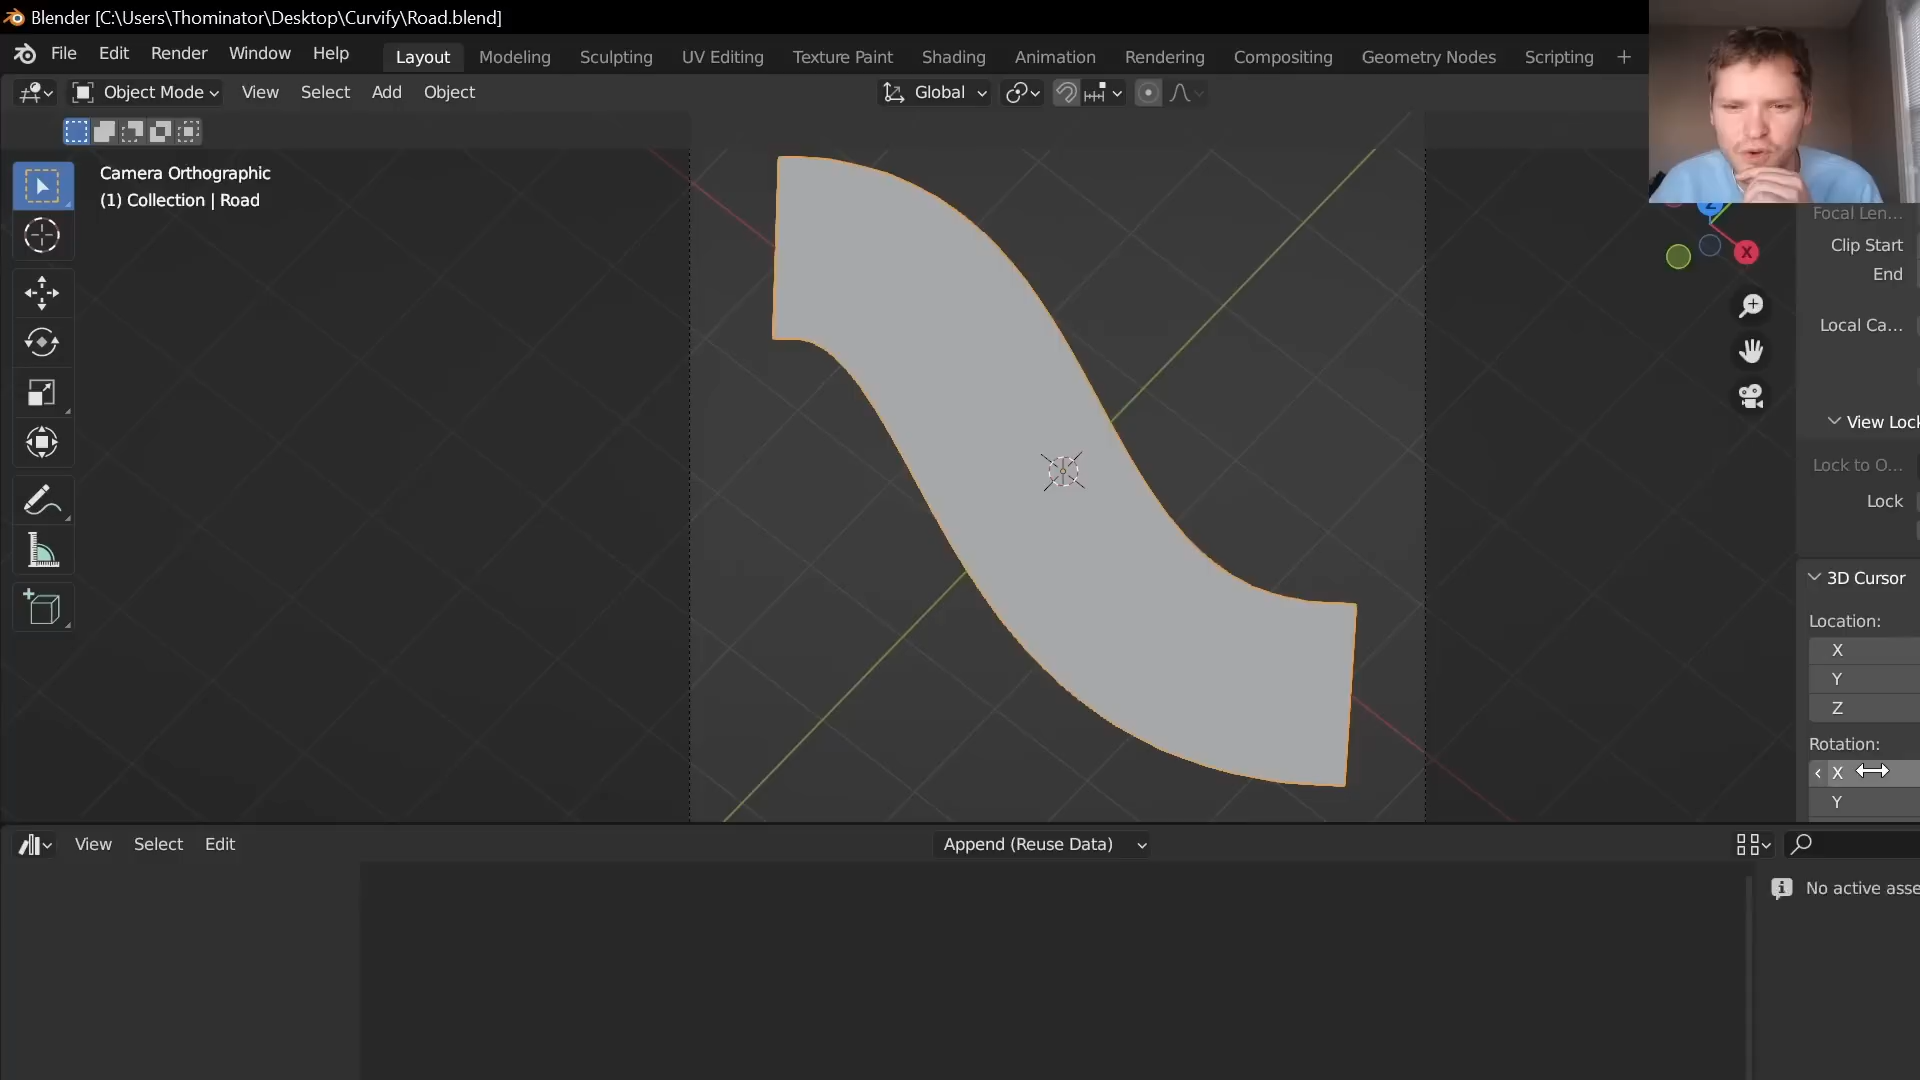 Blender [C:\Users\Thominator\Desktop\Curvify\Road.blend]
File Edit Render Window Help Layout Modeling Sculpting UV Editing Texture Paint Shading Animation Rendering Compositing Geometry Nodes Scripting +
Object Mode View Select Add Object Global
Camera Orthographic
(1) Collection | Road
Z
X
Focal Len...
Clip Start
End
Local Ca...
View Lock
Lock to O...
Lock
3D Cursor
Location:
X
Y
Z
Rotation:
X
Y
View Select Edit Append (Reuse Data)
No active asse